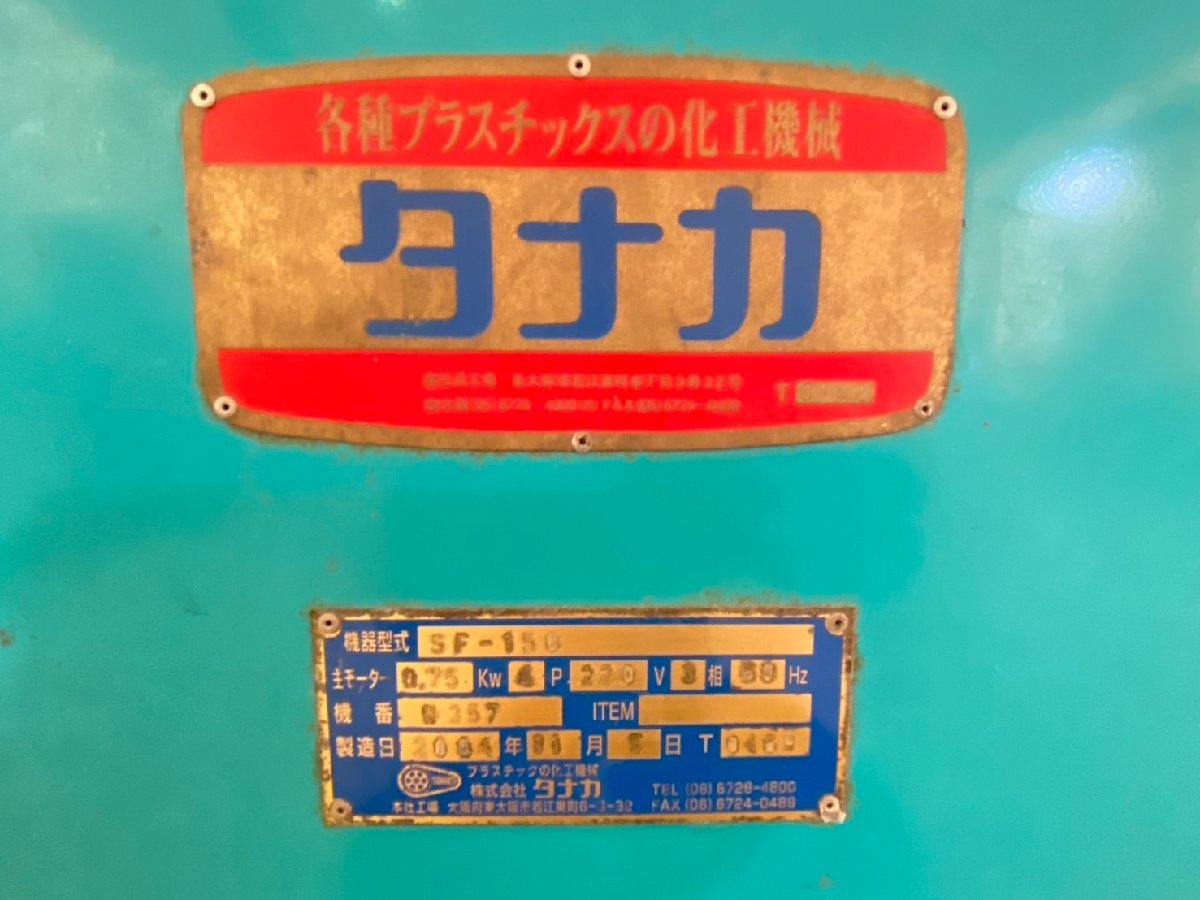 各種プラスチックスの化工機械
タナカ
T
機器型式 SF-150
主モーター 0.75 Kw 4 P 220 V 3 相 Hz
機 番 0357 ITEM
製造日 2004 年 月 日 T
プラスチックの化工機械
株式会社 タナカ TEL (06) 6728-4800
本社工場 大阪府東大阪市若江東町6-3-32 FAX (06) 6724-0489